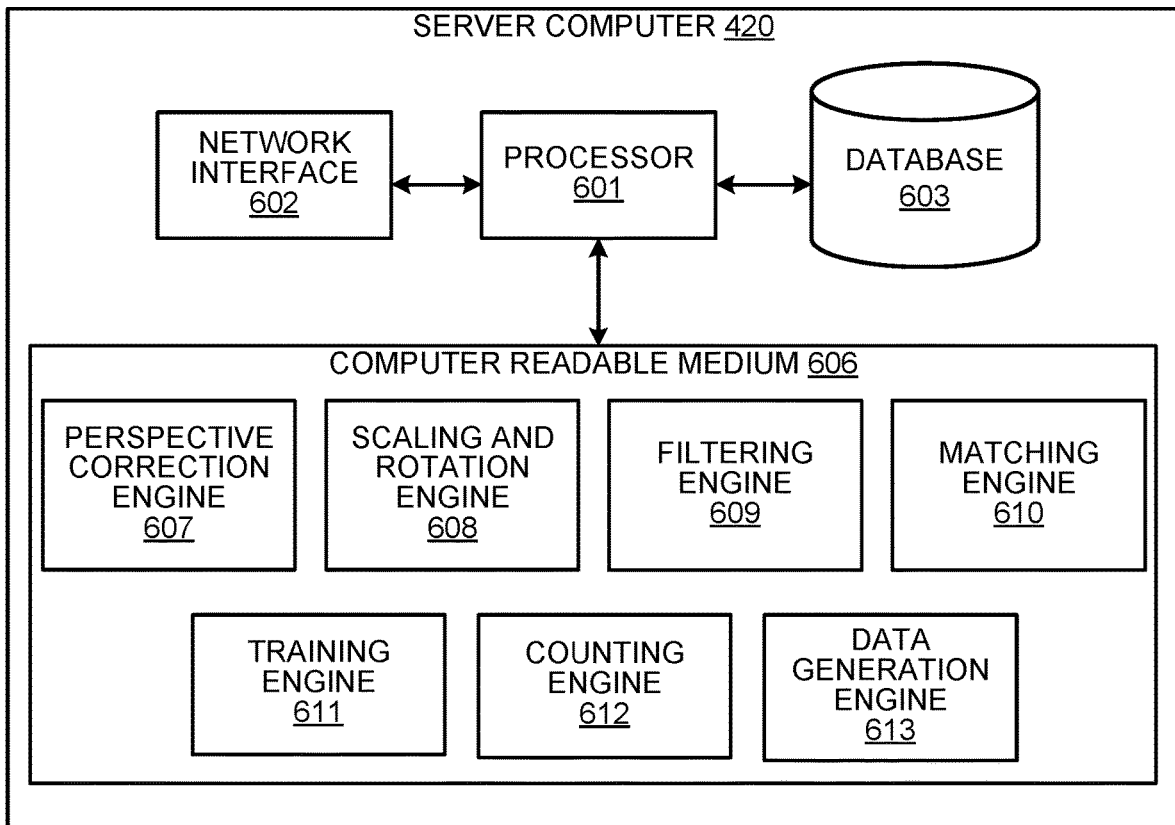 SERVER COMPUTER 420
NETWORK
INTERFACE
602
PROCESSOR
601
DATABASE
603
COMPUTER READABLE MEDIUM 606
PERSPECTIVE
CORRECTION
ENGINE
607
SCALING AND
ROTATION
ENGINE
608
FILTERING
ENGINE
609
MATCHING
ENGINE
610
TRAINING
ENGINE
611
COUNTING
ENGINE
612
DATA
GENERATION
ENGINE
613